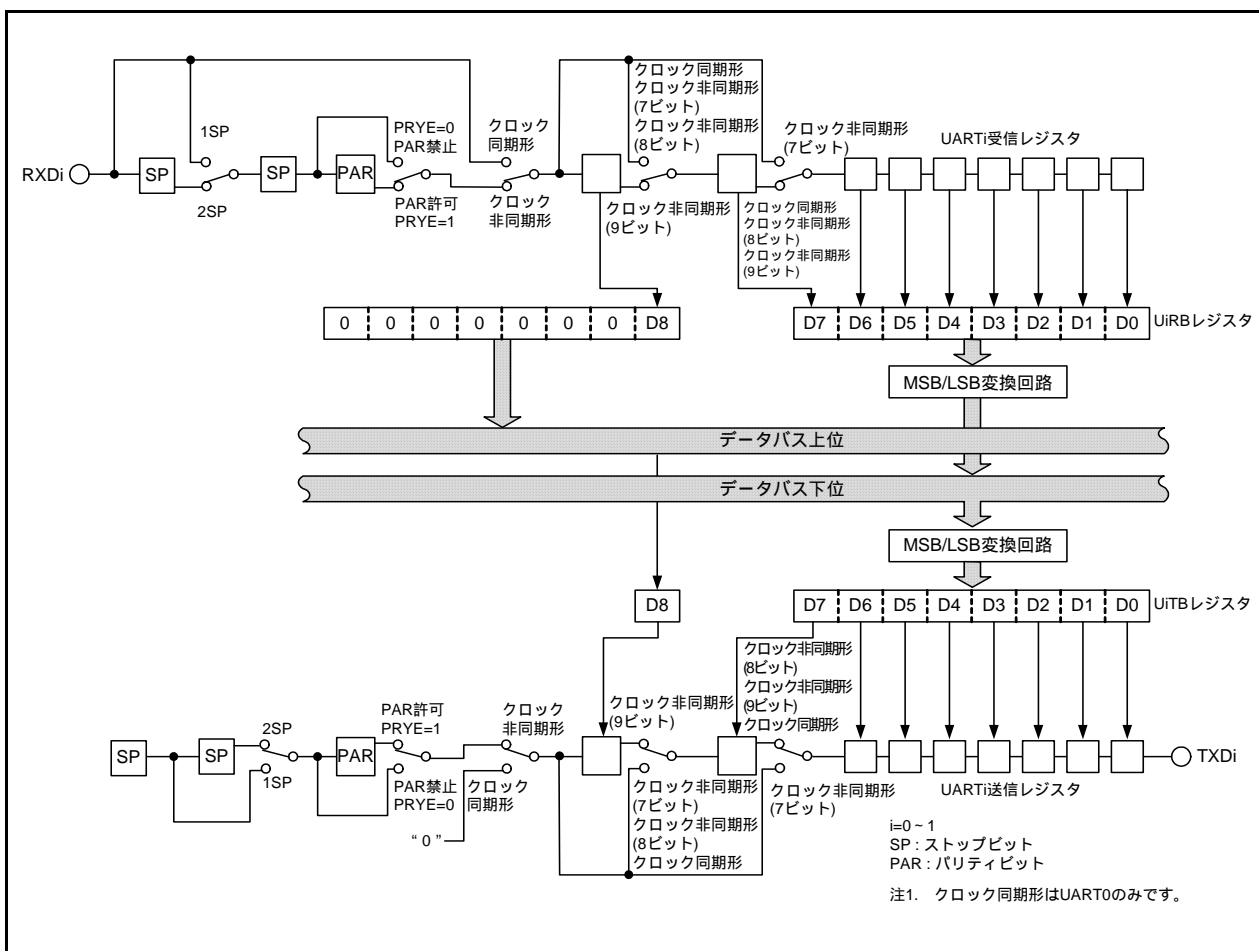 クロック同期形
クロック非同期形
(7ビット)
クロック非同期形
(8ビット)
1SP
PRYE=0
PAR禁止
クロック
同期形
クロック非同期形
(7ビット)
UARTi受信レジスタ
RXDi
SP
SP
PAR
2SP
PAR許可
PRYE=1
クロック
非同期形
クロック非同期形
(9ビット)
クロック同期形
クロック非同期形
(8ビット)
クロック非同期形
(9ビット)
0 0 0 0 0 0 0 D8
D7 D6 D5 D4 D3 D2 D1 D0
UiRBレジスタ
MSB/LSB変換回路
データバス上位
データバス下位
MSB/LSB変換回路
D8
D7 D6 D5 D4 D3 D2 D1 D0
UiTBレジスタ
クロック非同期形
(8ビット)
クロック非同期形
(9ビット)
クロック同期形
クロック非同期形
(9ビット)
2SP
PAR許可
PRYE=1
クロック
非同期形
SP
SP
PAR
TXDi
1SP
PAR禁止
PRYE=0
クロック
同期形
“0”
クロック非同期形
(7ビット)
クロック非同期形
(8ビット)
クロック同期形
クロック非同期形
(7ビット)
UARTi送信レジスタ
i=0~1
SP : ストップビット
PAR : パリティビット
注1. クロック同期形はUART0のみです。